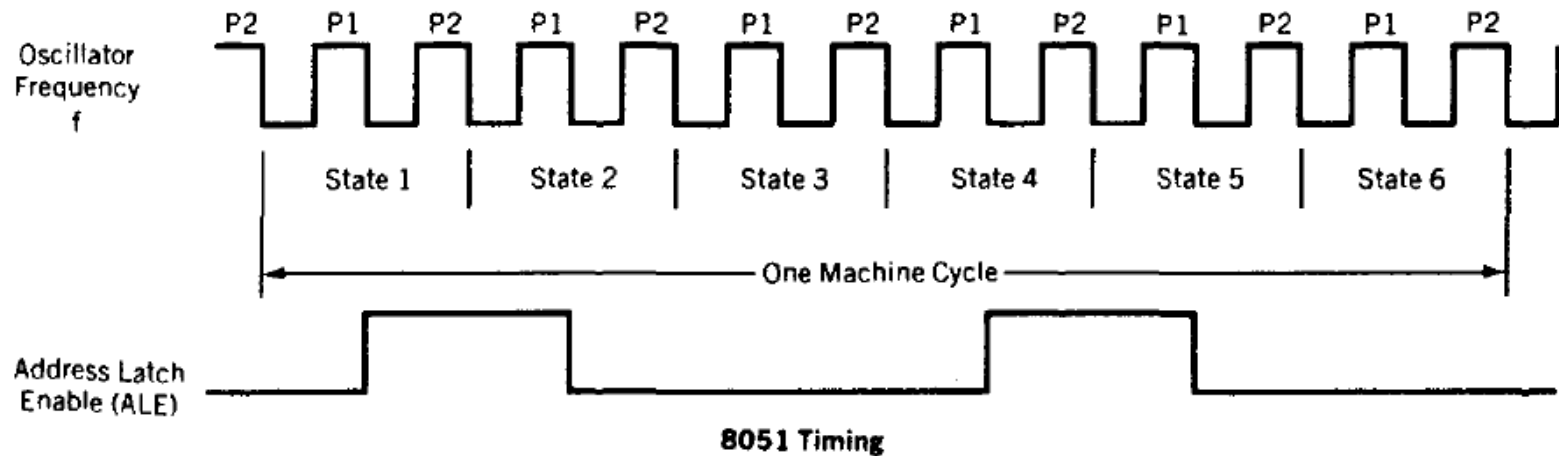 P2 P1 P2 P1 P2 P1 P2 P1 P2 P1 P2 P1 P2
Oscillator
Frequency
f
State 1 State 2 State 3 State 4 State 5 State 6
One Machine Cycle
Address Latch
Enable (ALE)
8051 Timing